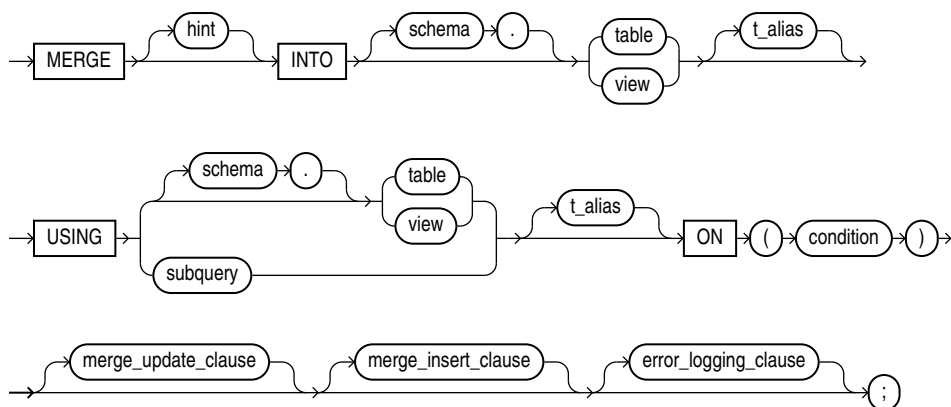 hint schema . table t_alias
MERGE INTO
view
schema . table
t_alias
USING view ON ( condition )
subquery
merge_update_clause merge_insert_clause error_logging_clause
;